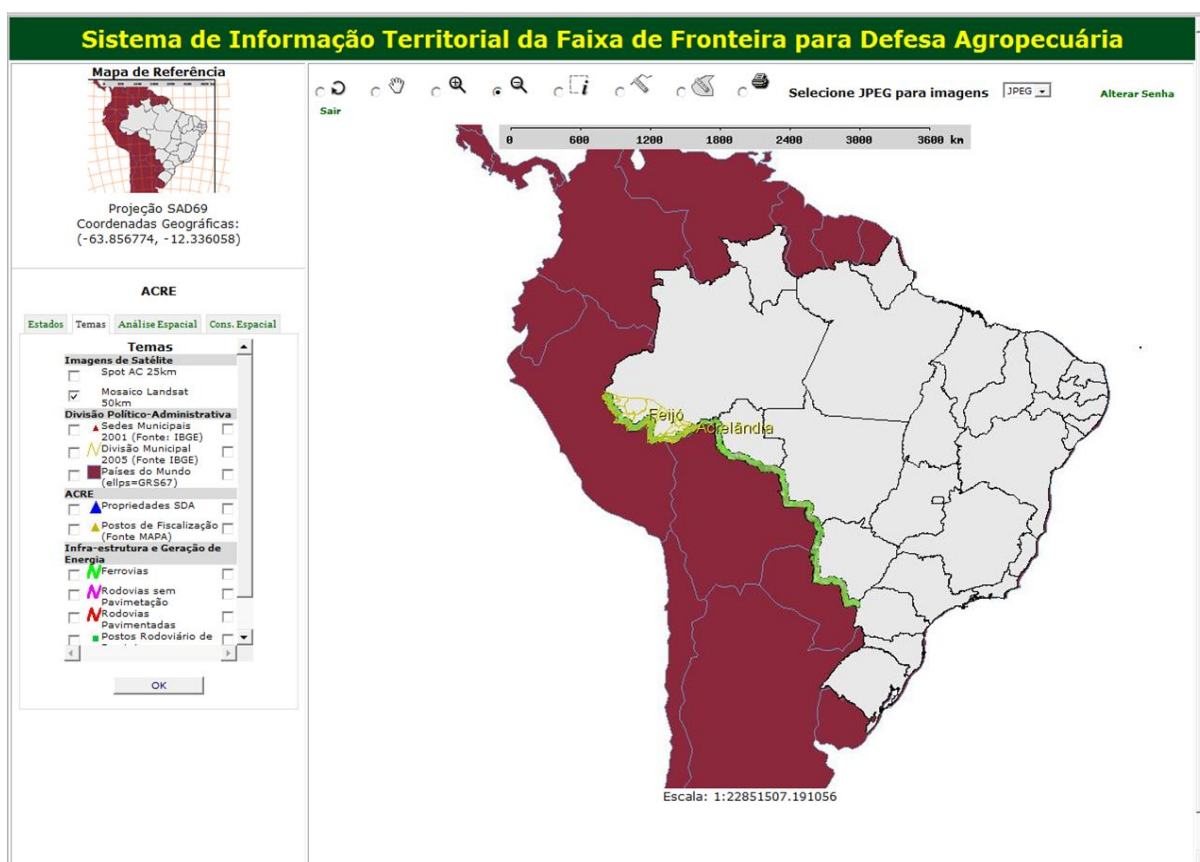 Sistema de Informação Territorial da Faixa de Fronteira para Defesa Agropecuária
Mapa de Referência
Projeção SAD69
Coordenadas Geográficas:
(-63.856774, -12.336058)
ACRE
Estados Temas Análise Espacial Cons. Espacial
Temas
Imagens de Satélite
Spot AC 25km
Mosaico Landsat
50km
Divisão Político-Administrativa
Sedes Municipais
2001 (Fonte: IBGE)
Divisão Municipal
2005 (Fonte IBGE)
Países do Mundo
(ellps=GRS67)
ACRE
Propriedades SDA
Postos de Fiscalização
(Fonte MAPA)
Infra-estrutura e Geração de
Energia
Ferrovias
Rodovias sem
Pavimetação
Rodovias
Pavimentadas
Postos Rodoviário de
OK
Selecione JPEG para imagens JPEG
Alterar Senha
Sair
0 600 1200 1800 2400 3000 3600 km
Feijó
Acrelândia
Escala: 1:22851507.191056